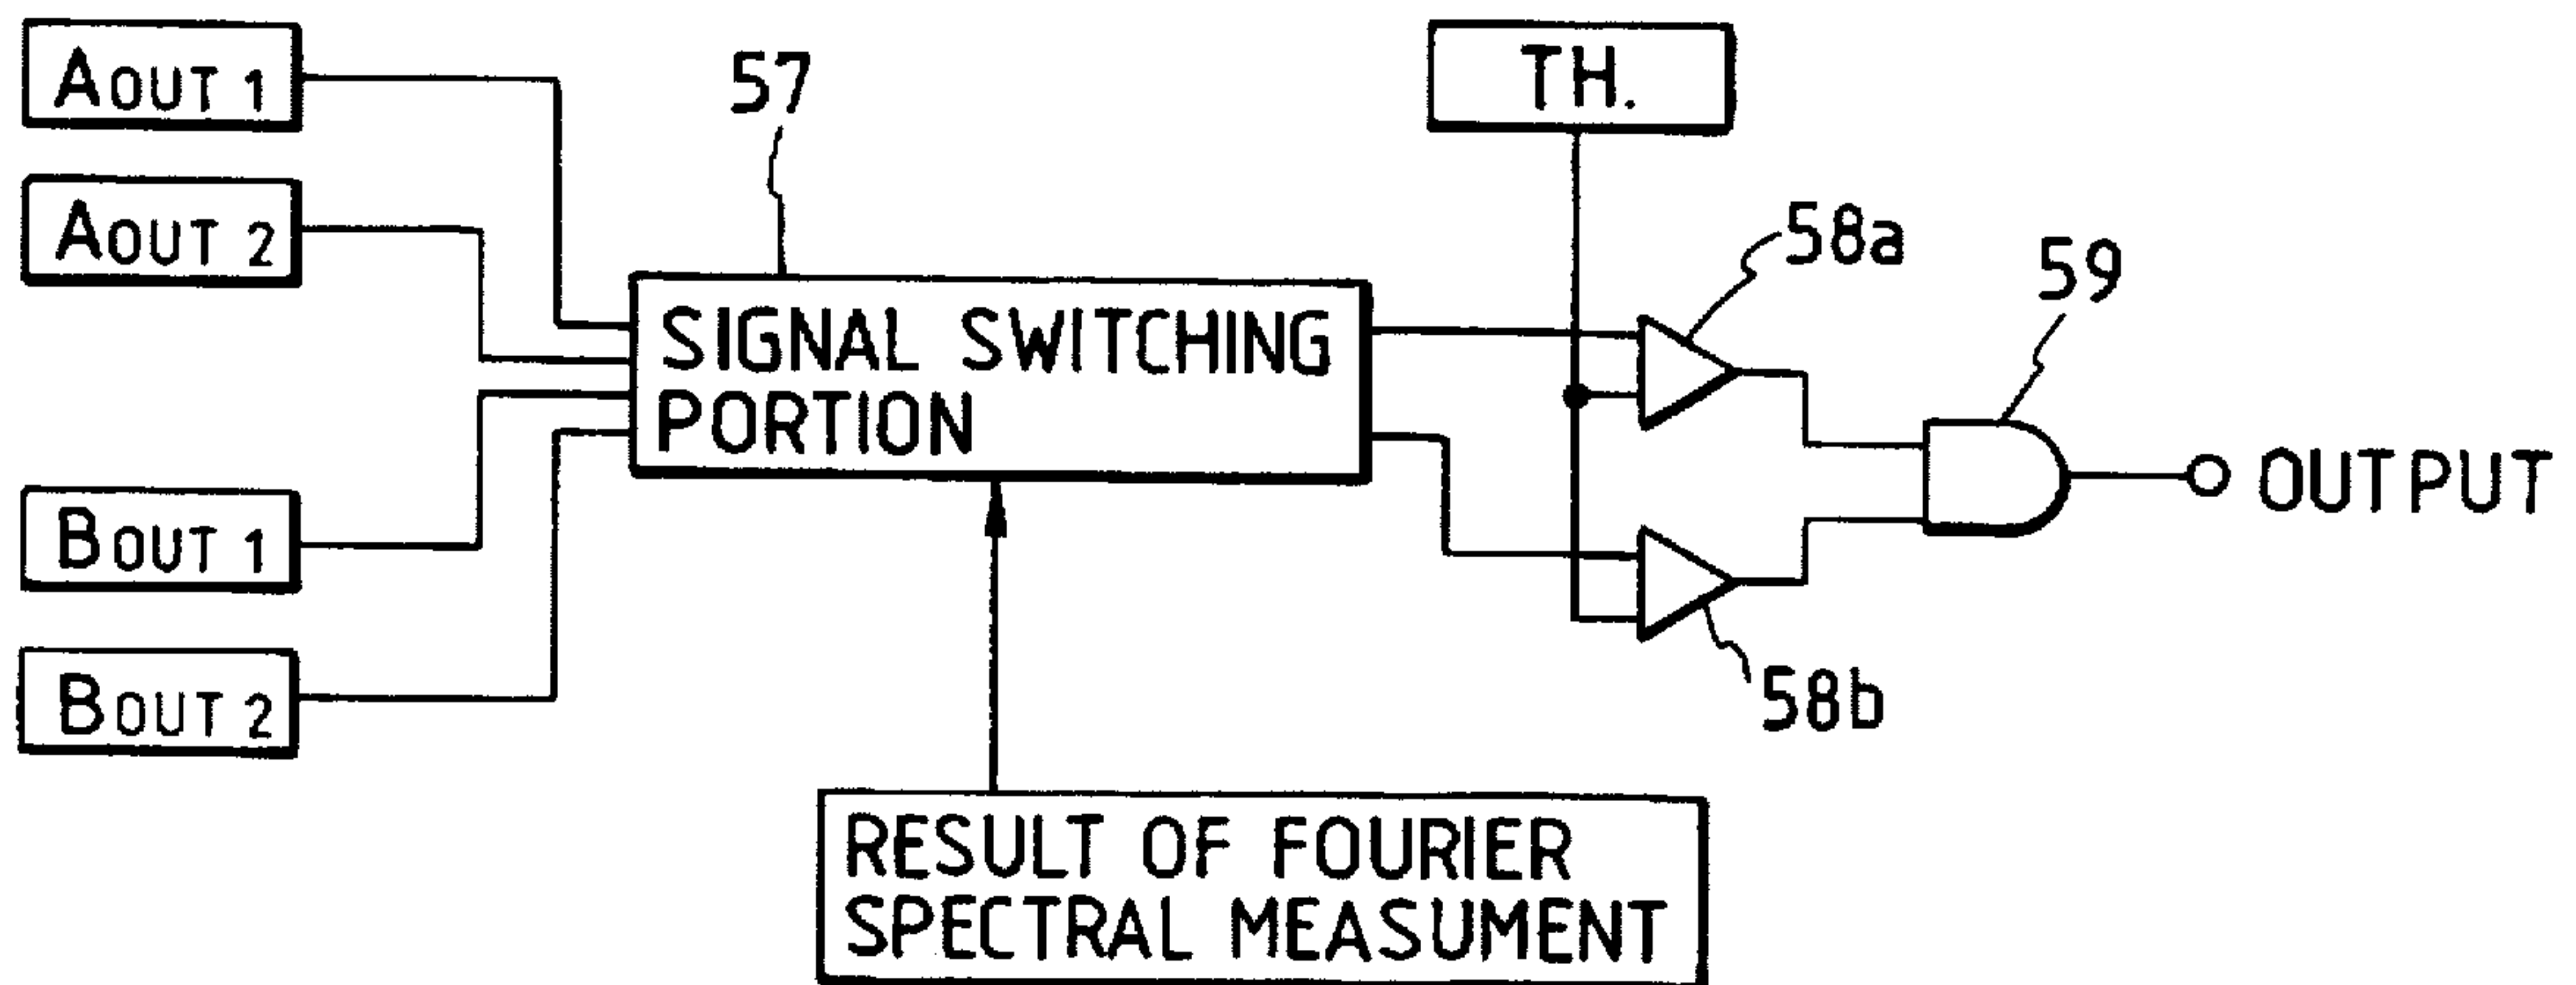 AOUT 1
57
TH.
AOUT 2
58a
59
SIGNAL SWITCHING
PORTION
OUTPUT
BOUT 1
BOUT 2
58b
RESULT OF FOURIER
SPECTRAL MEASUMENT